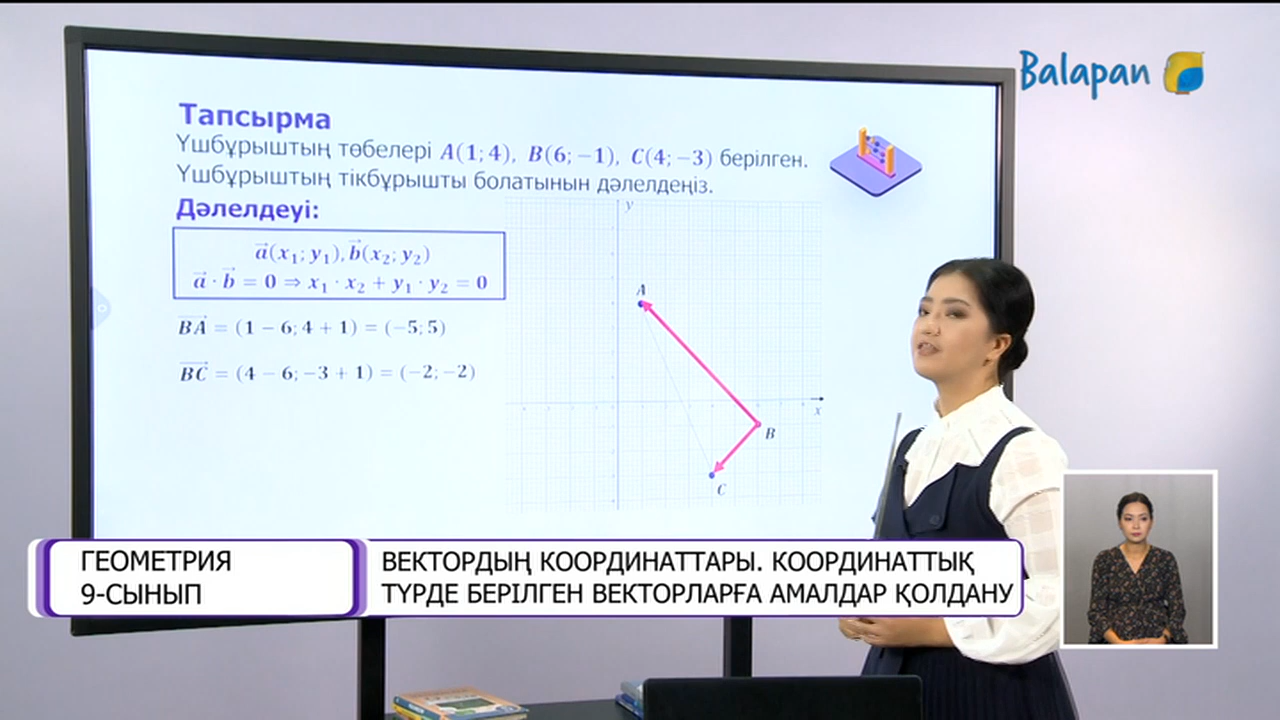 Balapan
Тапсырма
Үшбұрыштың төбелері A(1; 4), B(6; −1), C(4; −3) берілген.
Үшбұрыштың тікбұрышты болатынын дәлелдеңіз.
Дәлелдеуі:
a⃗(x₁; y₁), b⃗(x₂; y₂)
a⃗ · b⃗ = 0 ⇒ x₁ · x₂ + y₁ · y₂ = 0
B͞A⃗ = (1 − 6; 4 + 1) = (−5; 5)
B͞C⃗ = (4 − 6; −3 + 1) = (−2; −2)
y
A
x
B
C
ГЕОМЕТРИЯ
9-СЫНЫП
ВЕКТОРДЫҢ КООРДИНАТТАРЫ. КООРДИНАТТЫҚ
ТҮРДЕ БЕРІЛГЕН ВЕКТОРЛАРҒА АМАЛДАР ҚОЛДАНУ